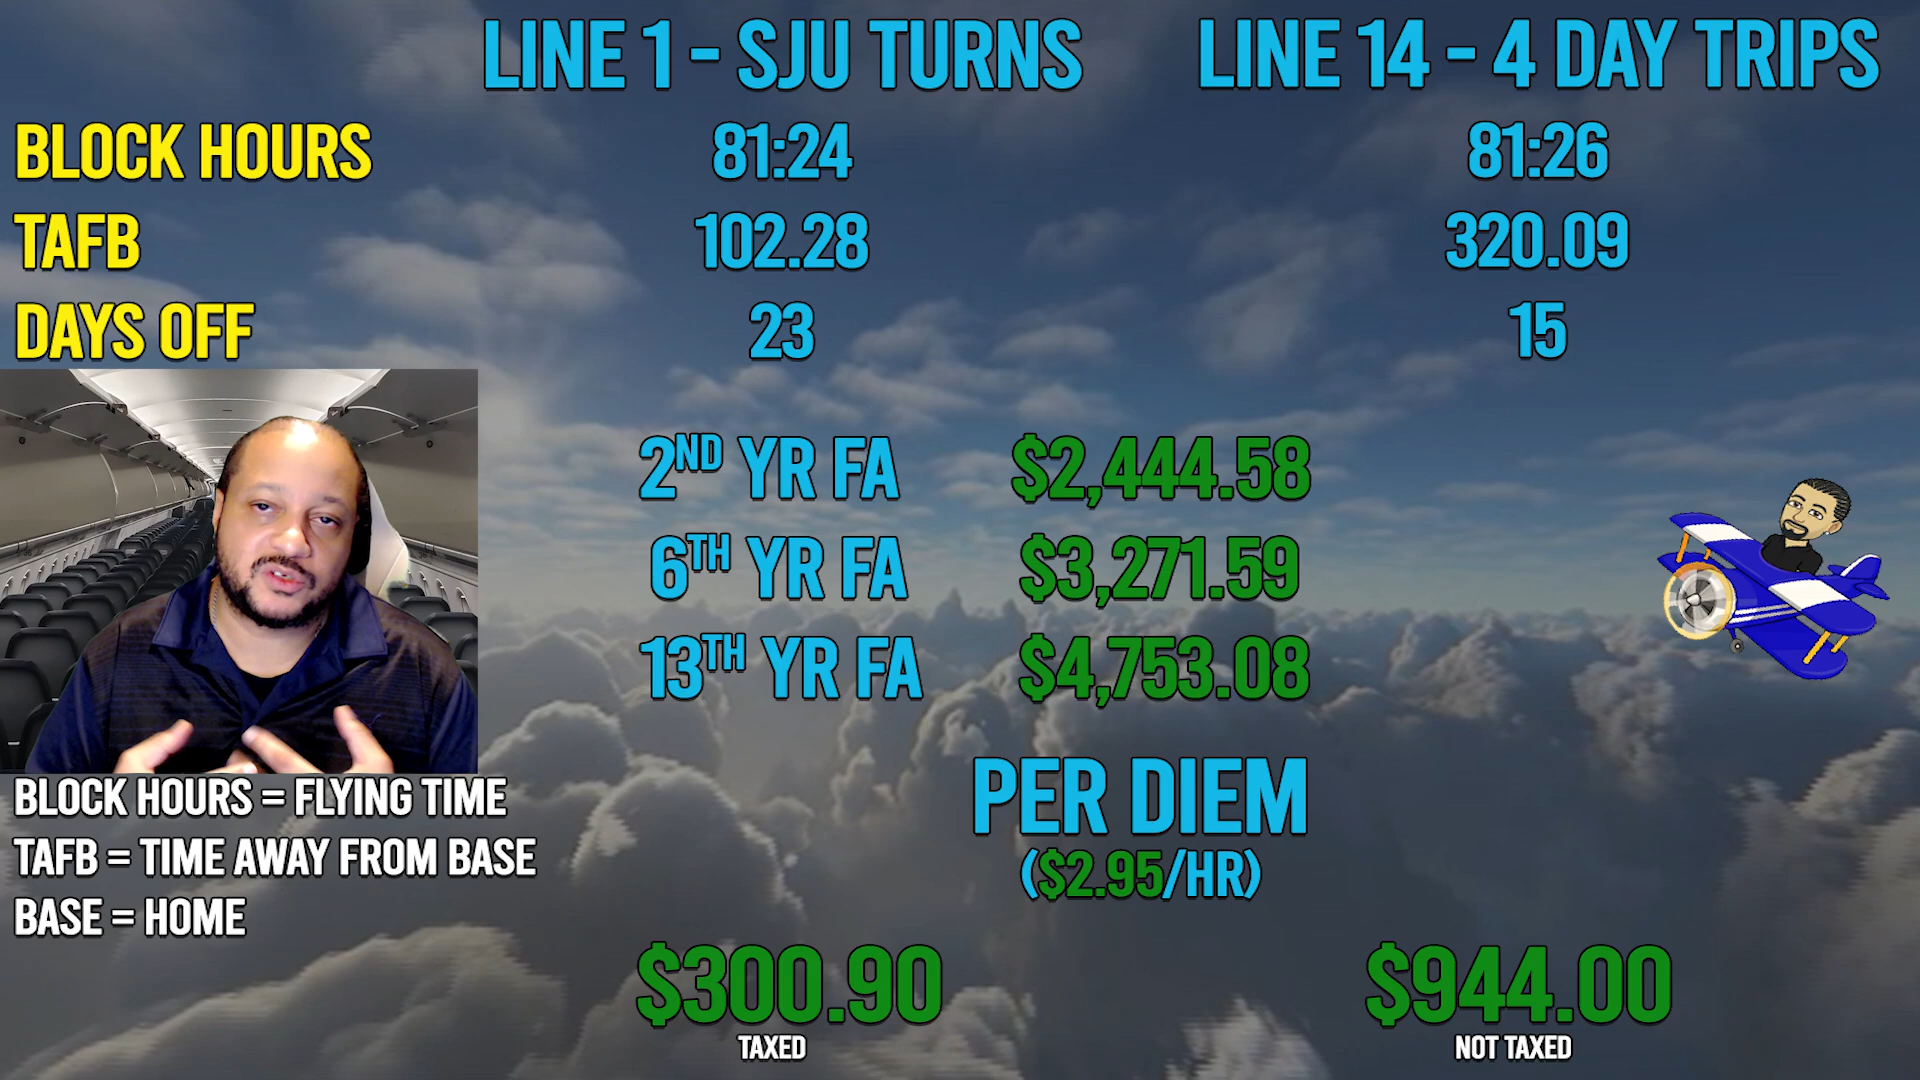 LINE 1 - SJU TURNS LINE 14 - 4 DAY TRIPS
BLOCK HOURS 81:24 81:26
TAFB 102.28 320.09
DAYS OFF 23 15
2ND YR FA $2,444.58
6TH YR FA $3,271.59
13TH YR FA $4,753.08
BLOCK HOURS = FLYING TIME
TAFB = TIME AWAY FROM BASE
BASE = HOME
PER DIEM
($2.95/HR)
$300.90 $944.00
TAXED NOT TAXED